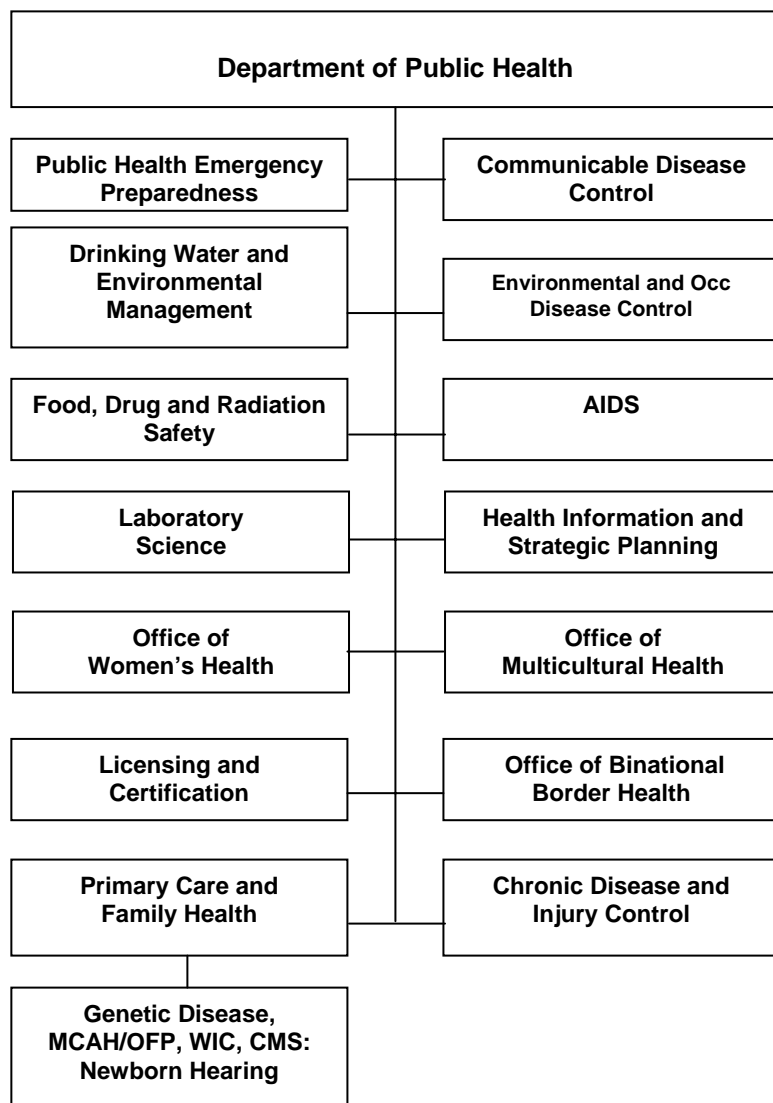 Department of Public Health
Public Health Emergency
Preparedness
Communicable Disease
Control
Drinking Water and
Environmental
Management
Environmental and Occ
Disease Control
Food, Drug and Radiation
Safety
AIDS
Laboratory
Science
Health Information and
Strategic Planning
Office of
Women’s Health
Office of
Multicultural Health
Licensing and
Certification
Office of Binational
Border Health
Primary Care and
Family Health
Chronic Disease and
Injury Control
Genetic Disease,
MCAH/OFP, WIC, CMS:
Newborn Hearing